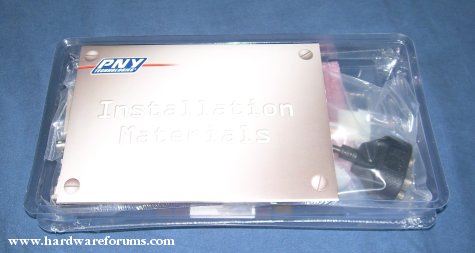 PNY
TECHNOLOGIES
Installation
Materials
www.hardwareforums.com